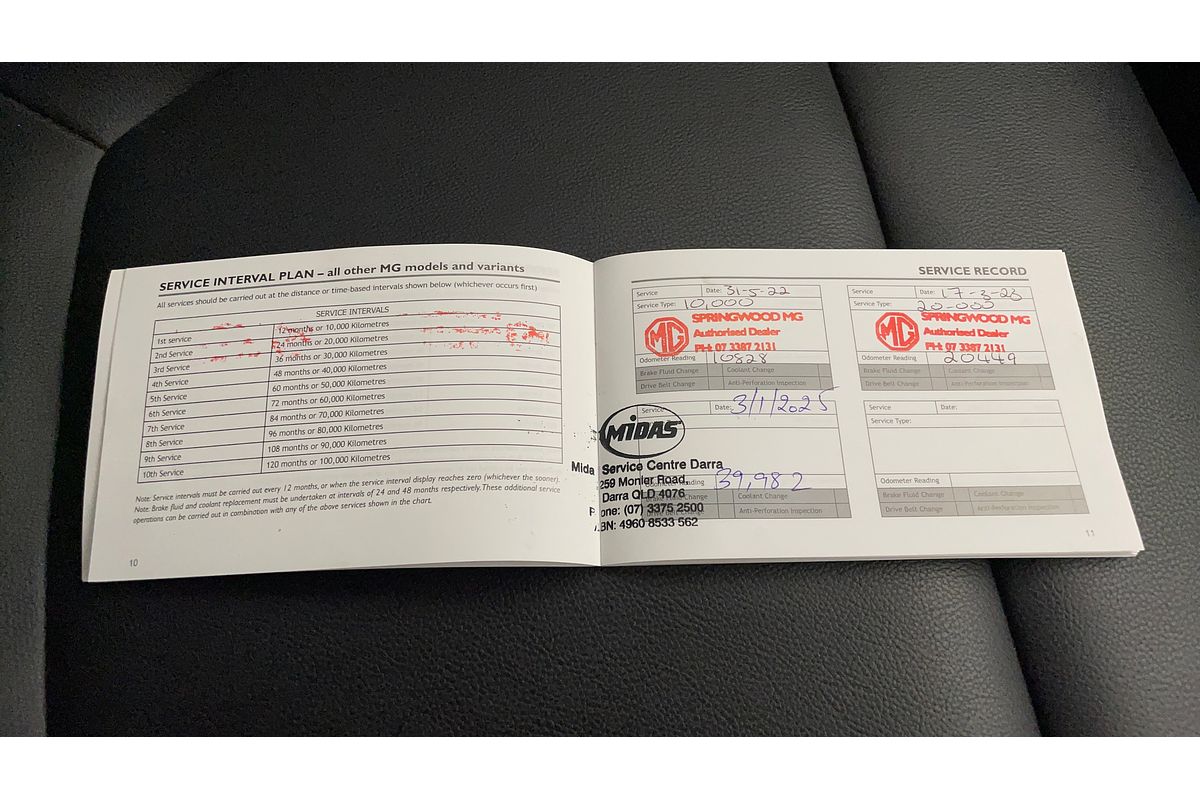 SERVICE INTERVAL PLAN – all other MG models and variants
All services should be carried out at the distance or time-based intervals shown below (whichever occurs first)
SERVICE INTERVALS
1st service 12 months or 10,000 Kilometres
2nd Service 24 months or 20,000 Kilometres
3rd Service 36 months or 30,000 Kilometres
4th Service 48 months or 40,000 Kilometres
5th Service 60 months or 50,000 Kilometres
6th Service 72 months or 60,000 Kilometres
7th Service 84 months or 70,000 Kilometres
8th Service 96 months or 80,000 Kilometres
9th Service 108 months or 90,000 Kilometres
10th Service 120 months or 100,000 Kilometres
Note: Service intervals must be carried out every 12 months, or when the service interval display reaches zero (whichever the sooner).
Note: Brake fluid and coolant replacement must be undertaken at intervals of 24 and 48 months respectively. These additional service
operations can be carried out in combination with any of the above services shown in the chart.
10
SERVICE RECORD
Service Date: 31-5-22
Service Type: 10,000
MG SPRINGWOOD MG
Authorised Dealer
PH: 07 3387 2131
Odometer Reading 10828
Brake Fluid Change Coolant Change
Drive Belt Change Anti-Perforation Inspection
Service Date: 17-3-23
Service Type: 20-000
MG SPRINGWOOD MG
Authorised Dealer
PH: 07 3387 2131
Odometer Reading 20449
Brake Fluid Change Coolant Change
Drive Belt Change Anti-Perforation Inspection
Service Date: 3/1/2025
MIDAS
Mida Service Centre Darra
259 Monier Road,
Darra QLD 4076
39,982
Phone: (07) 3375 2500
ABN: 4960 8533 562
Coolant Change
Drive Belt Change Anti-Perforation Inspection
Service Date:
Service Type:
Odometer Reading
Brake Fluid Change Coolant Change
Drive Belt Change Anti-Perforation Inspection
11